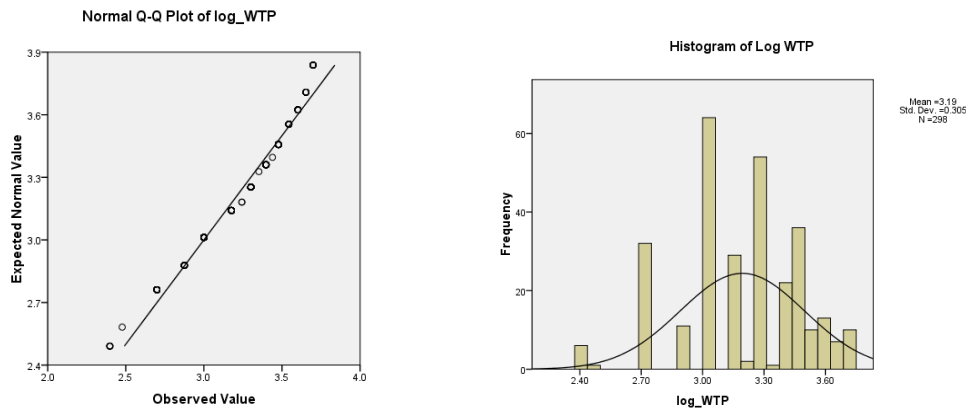 Normal Q-Q Plot of log_WTP
3.9
3.6
3.3
3.0
2.7
2.4
Expected Normal Value
2.0 2.5 3.0 3.5 4.0
Observed Value
Histogram of Log WTP
Mean =3.19
Std. Dev. =0.305
N =298
60
40
20
0
Frequency
2.40 2.70 3.00 3.30 3.60
log_WTP